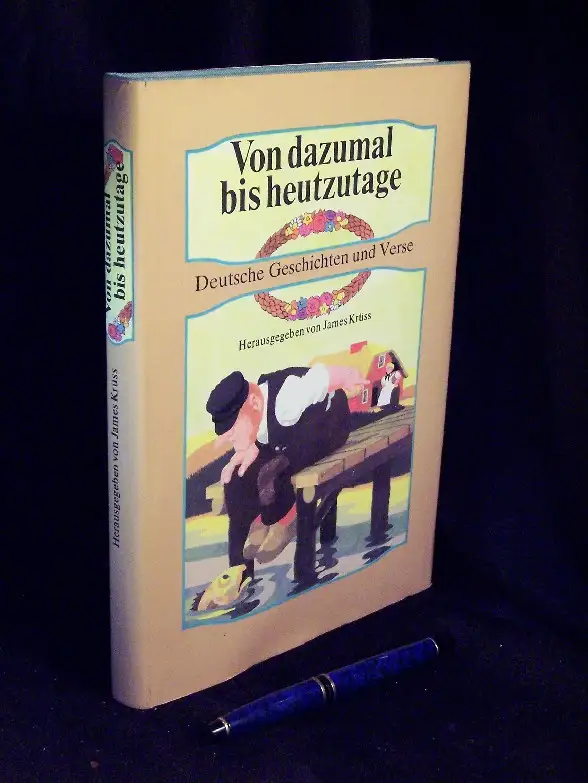 Von dazumal
bis heutzutage
Deutsche Geschichten und Verse
Herausgegeben von James Krüss
Von dazumal
bis heutzutage
Herausgegeben von James Krüss